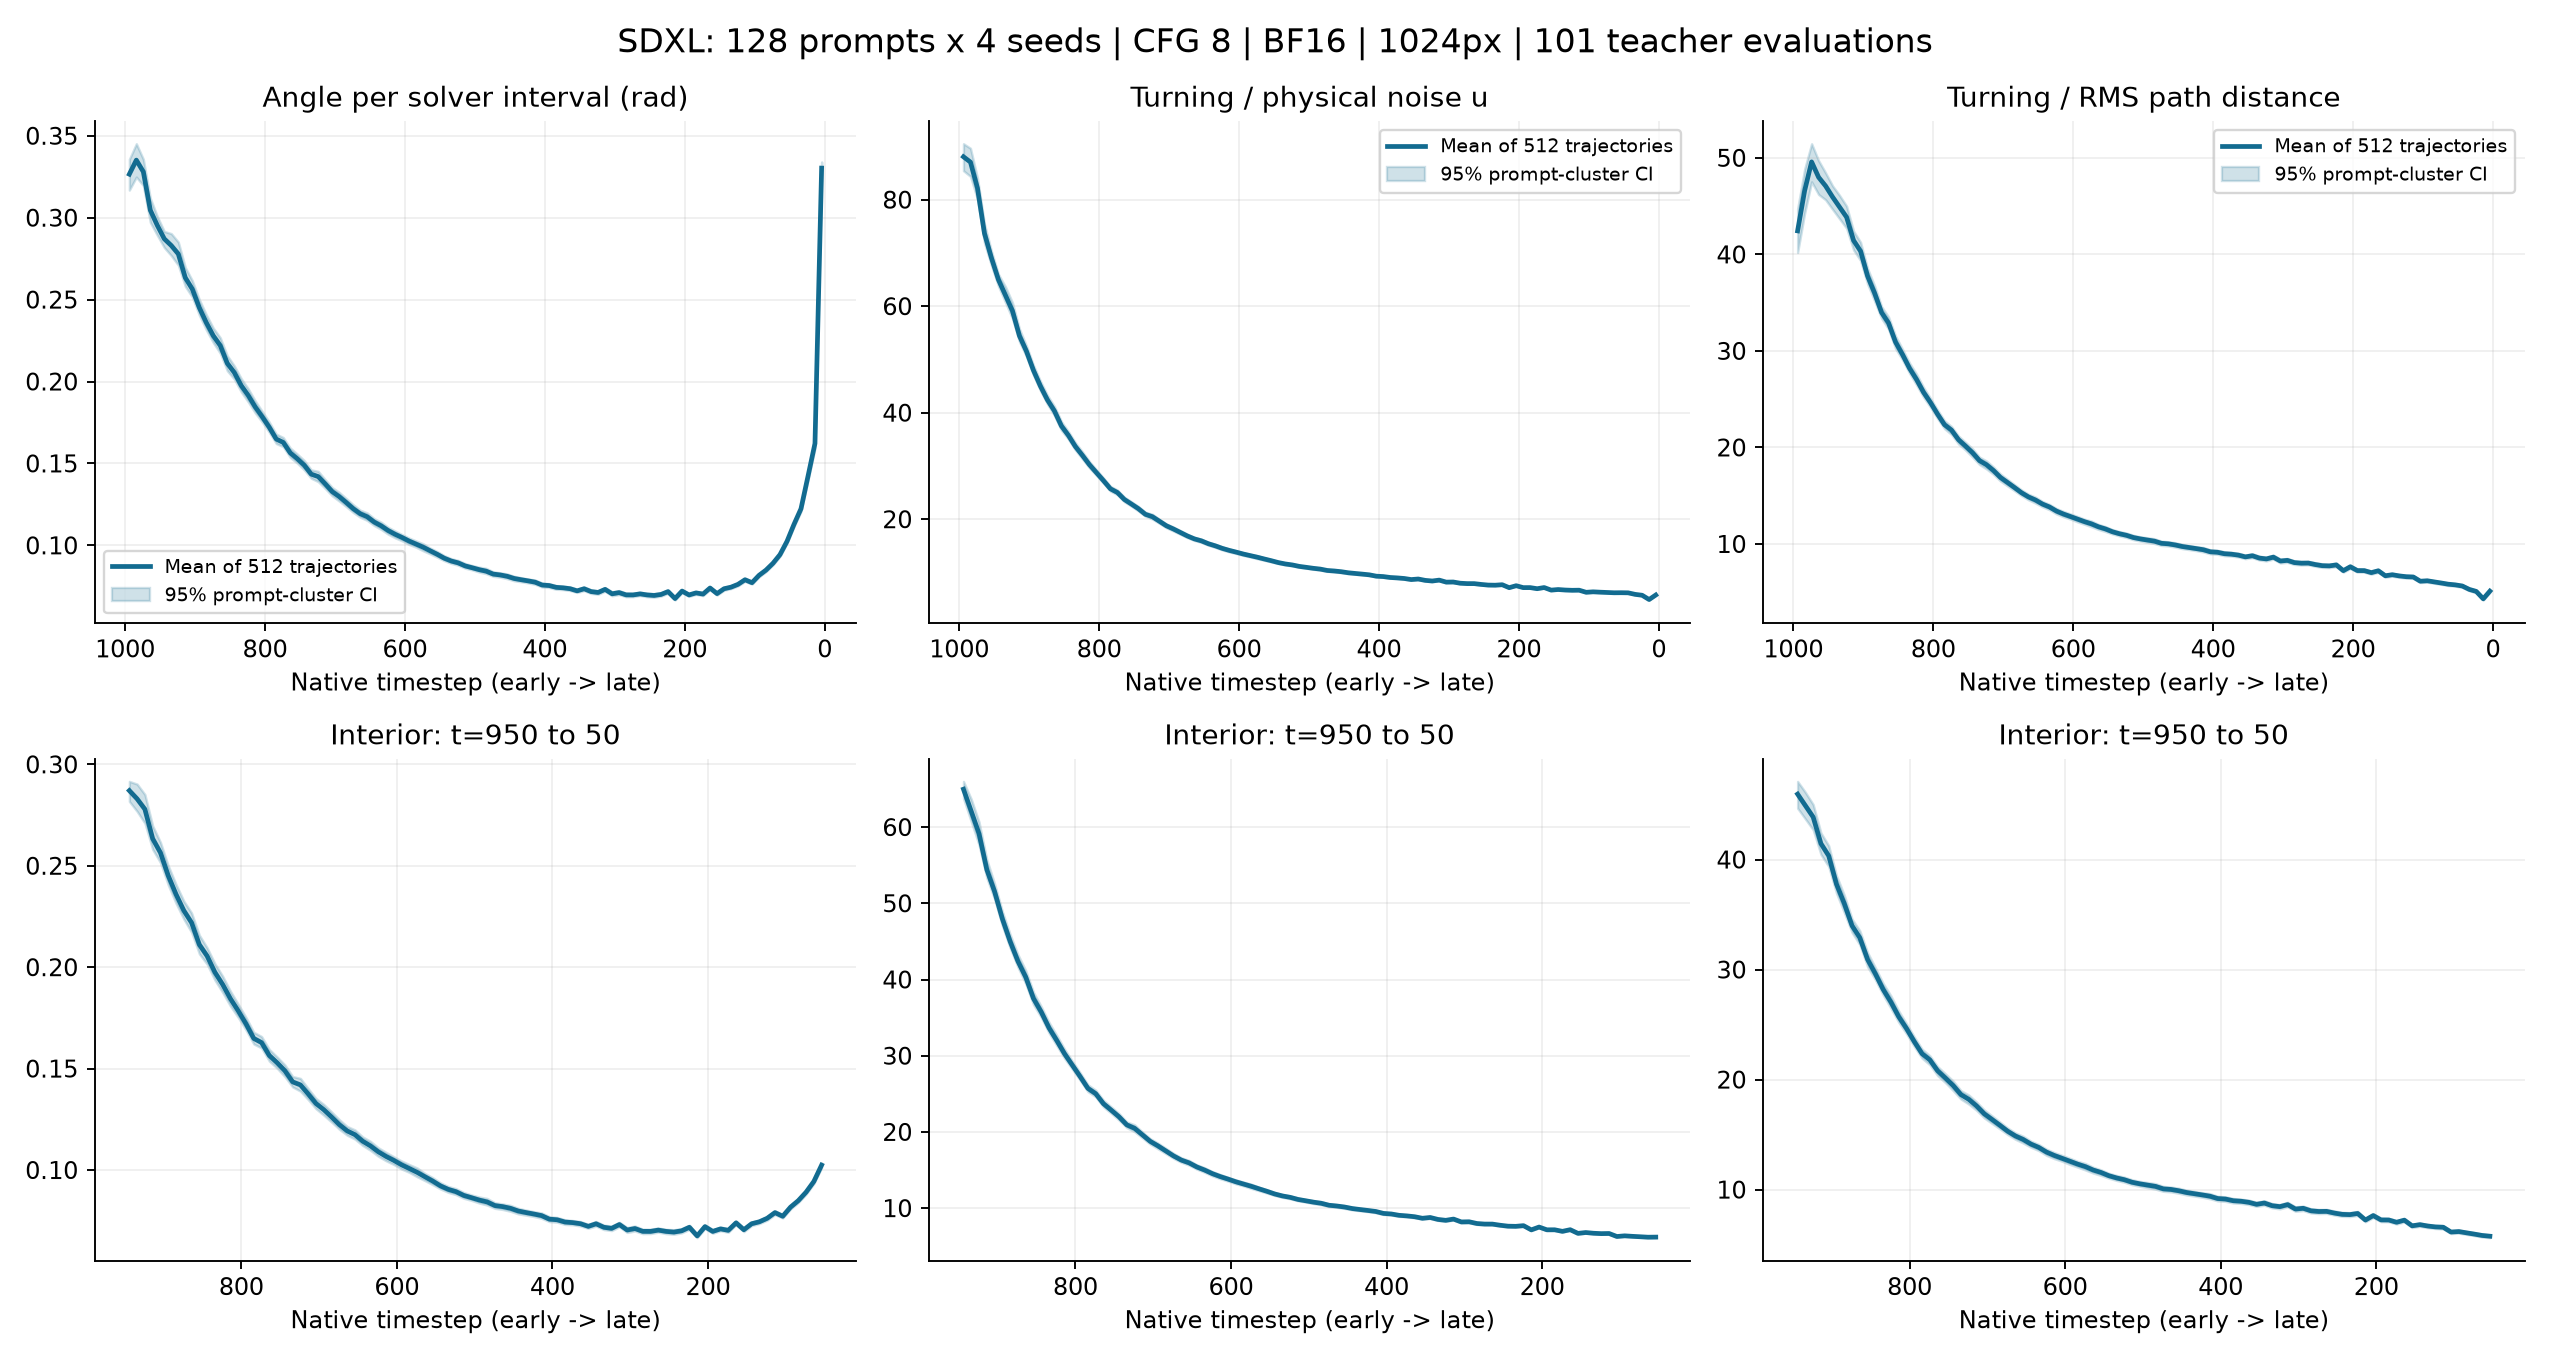 SDXL: 128 prompts x 4 seeds | CFG 8 | BF16 | 1024px | 101 teacher evaluations
Angle per solver interval (rad)
0.35
0.30
0.25
0.20
0.15
0.10
Mean of 512 trajectories
95% prompt-cluster CI
1000 800 600 400 200 0
Native timestep (early -> late)
Turning / physical noise u
Mean of 512 trajectories
95% prompt-cluster CI
80
60
40
20
1000 800 600 400 200 0
Native timestep (early -> late)
Turning / RMS path distance
Mean of 512 trajectories
95% prompt-cluster CI
50
40
30
20
10
1000 800 600 400 200 0
Native timestep (early -> late)
Interior: t=950 to 50
0.30
0.25
0.20
0.15
0.10
800 600 400 200
Native timestep (early -> late)
Interior: t=950 to 50
60
50
40
30
20
10
800 600 400 200
Native timestep (early -> late)
Interior: t=950 to 50
40
30
20
10
800 600 400 200
Native timestep (early -> late)